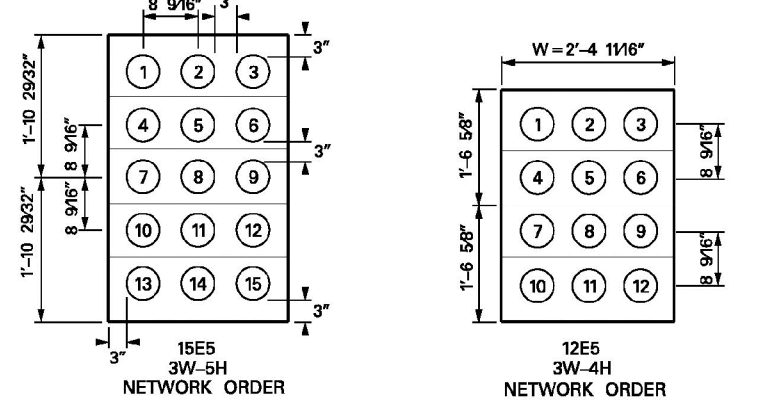 8 9/16"
3"
3"
1 2 3
1'–10 29/32"
8 9/16"
4 5 6
3"
7 8 9
8 9/16"
1'–10 29/32"
10 11 12
13 14 15
3"
3"
15E5
3W–5H
NETWORK ORDER
W = 2'–4 11/16"
1'–6 5/8"
1 2 3
8 9/16"
4 5 6
1'–6 5/8"
7 8 9
8 9/16"
10 11 12
12E5
3W–4H
NETWORK ORDER